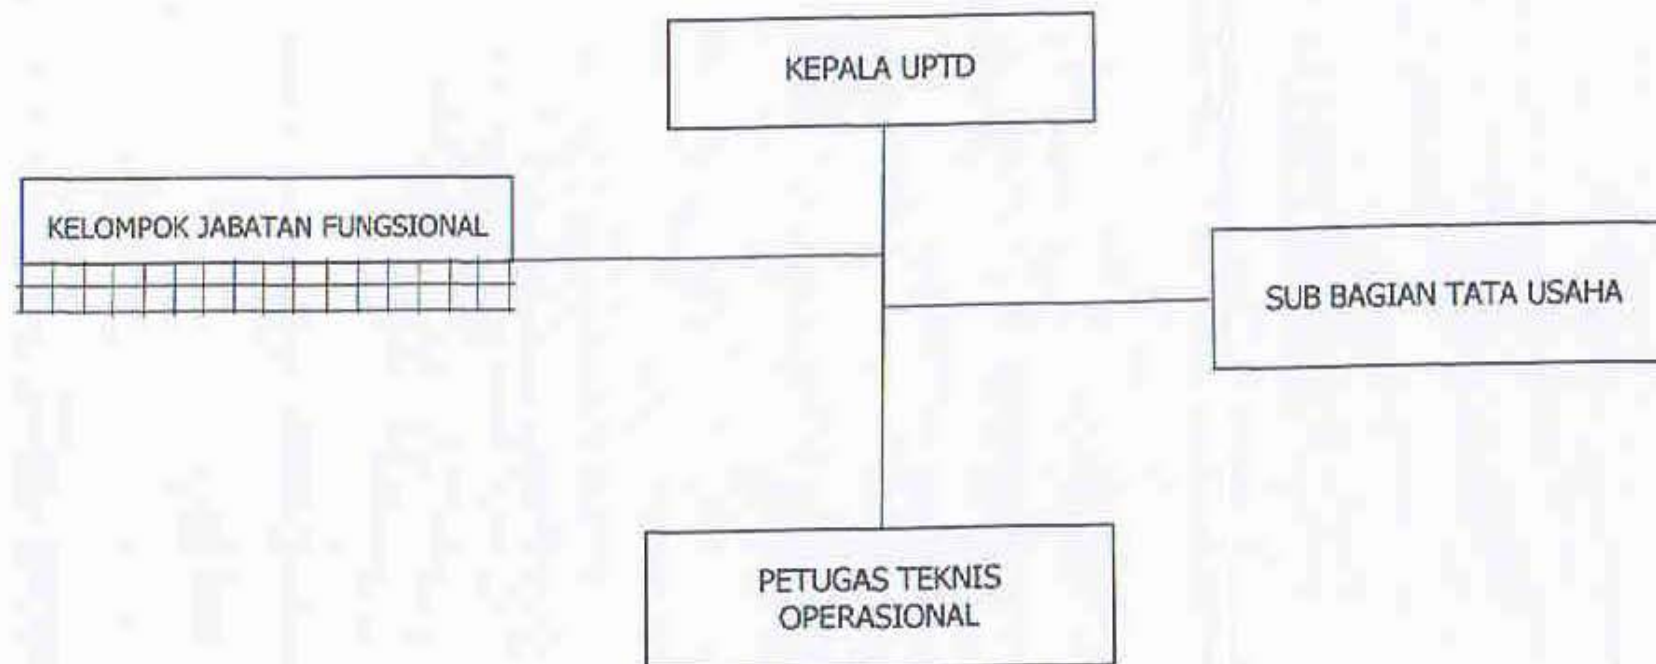 KEPALA UPTD
KELOMPOK JABATAN FUNGSIONAL
SUB BAGIAN TATA USAHA
PETUGAS TEKNIS
OPERASIONAL